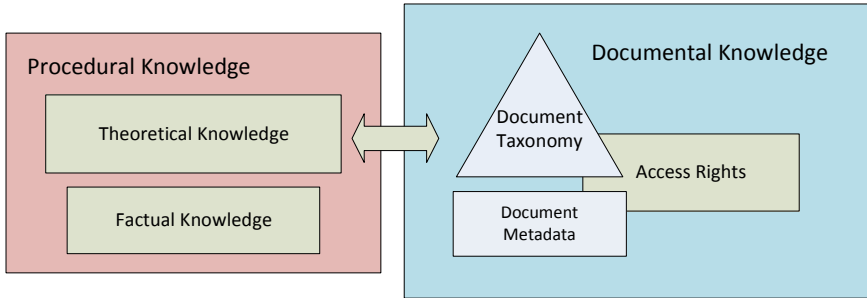 Procedural Knowledge
Theoretical Knowledge
Factual Knowledge
Documental Knowledge
Document
Taxonomy
Access Rights
Document
Metadata